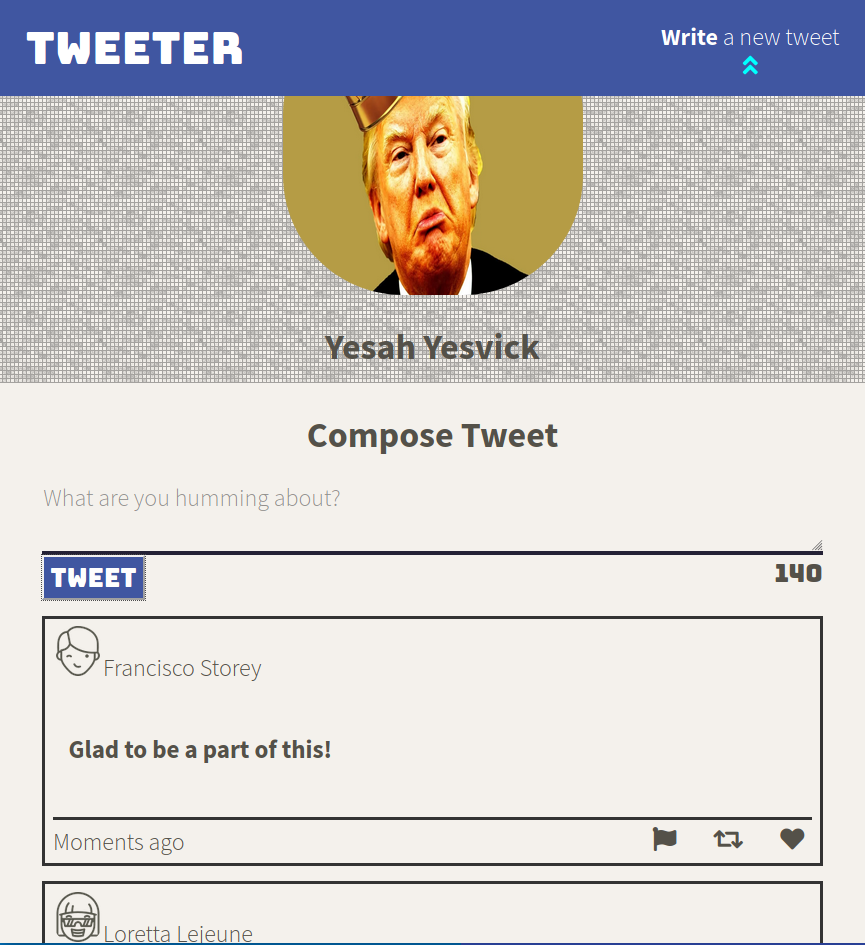 TWEETER
Write a new tweet
Yesah Yesvick
Compose Tweet
What are you humming about?
TWEET
140
Francisco Storey
Glad to be a part of this!
Moments ago
Loretta Lejeune